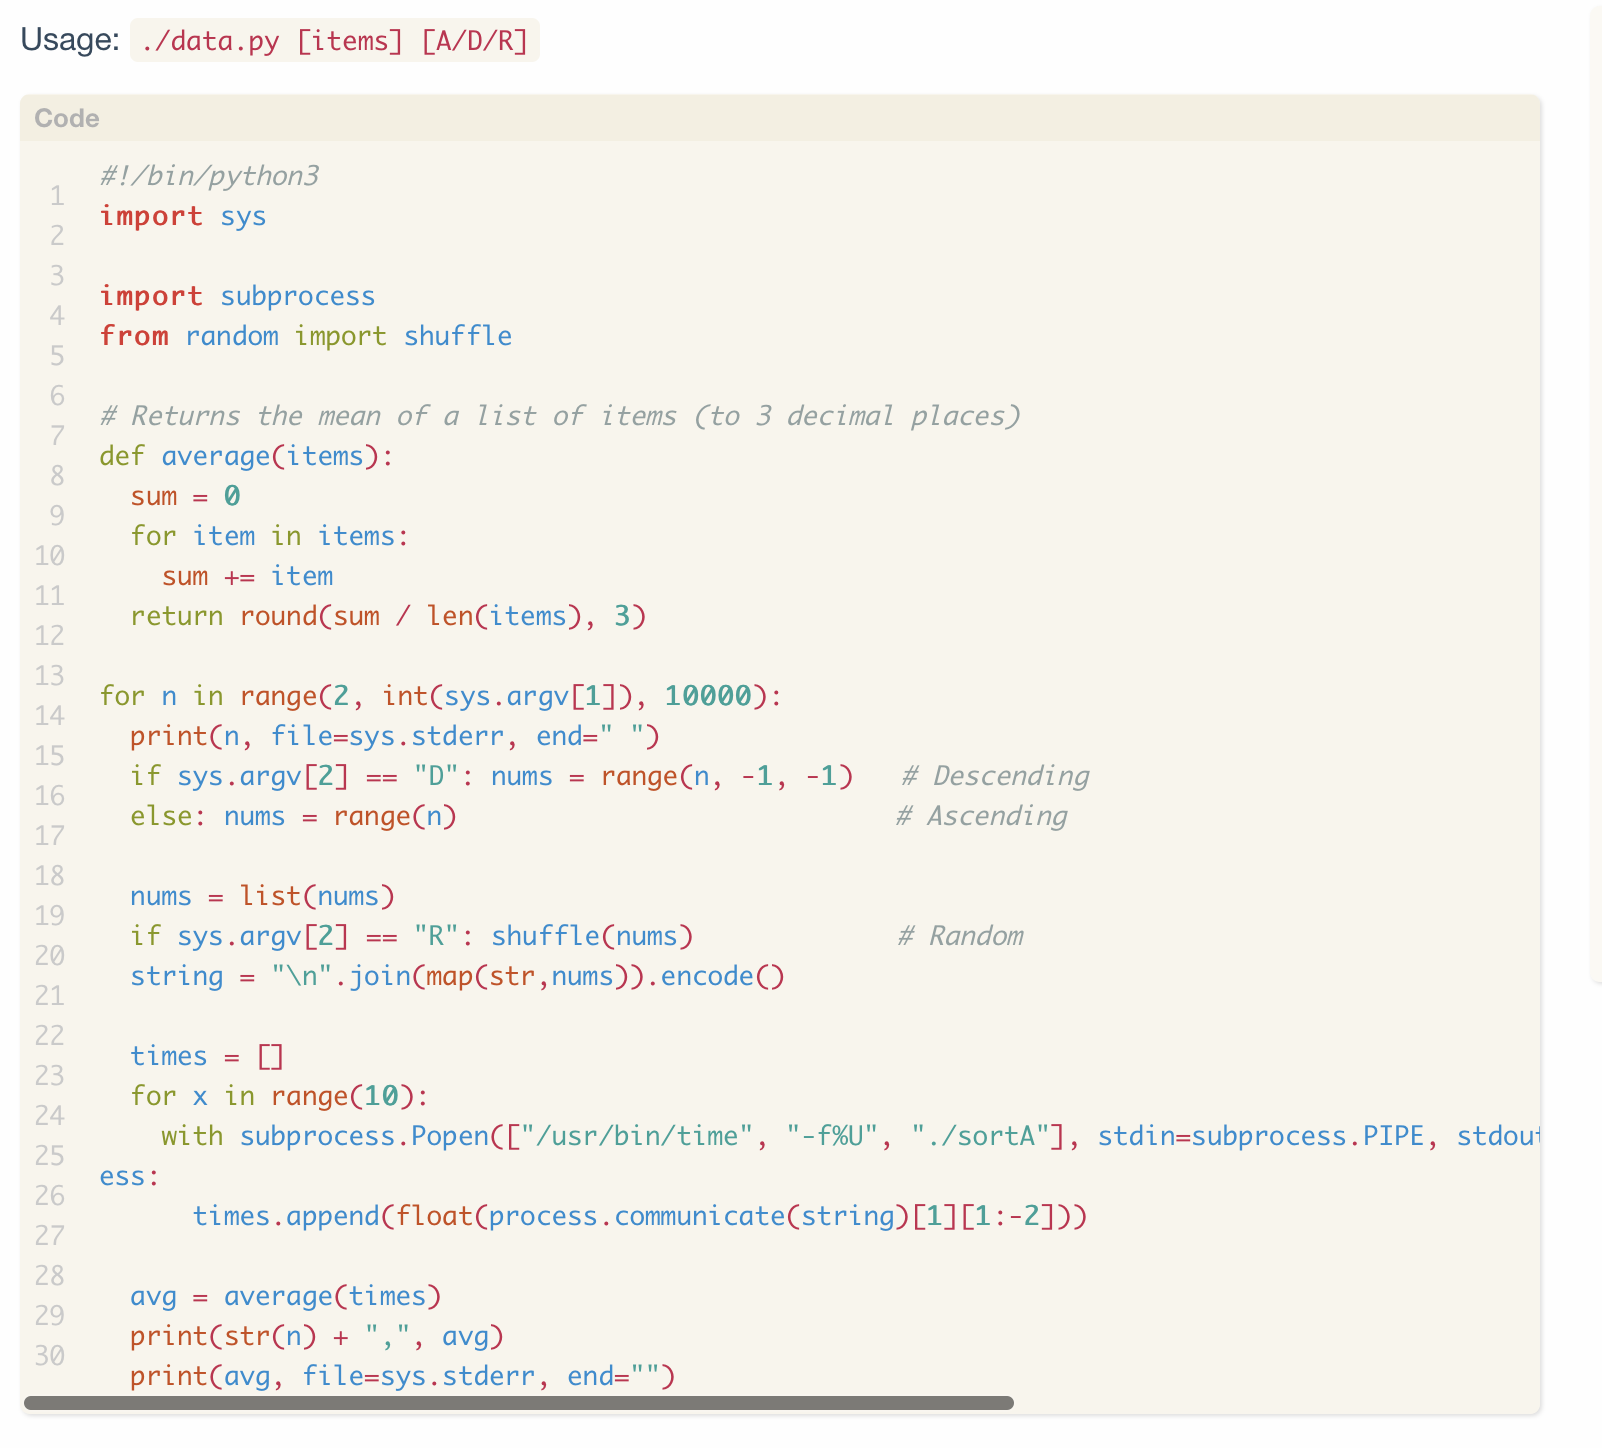 Usage: ./data.py [items] [A/D/R]
Code
1
2
3
4
5
6
7
8
9
10
11
12
13
14
15
16
17
18
19
20
21
22
23
24
25
26
27
28
29
30
#!/bin/python3
import sys

import subprocess
from random import shuffle

# Returns the mean of a list of items (to 3 decimal places)
def average(items):
  sum = 0
  for item in items:
    sum += item
  return round(sum / len(items), 3)

for n in range(2, int(sys.argv[1]), 10000):
  print(n, file=sys.stderr, end=" ")
  if sys.argv[2] == "D": nums = range(n, -1, -1)   # Descending
  else: nums = range(n)                            # Ascending

  nums = list(nums)
  if sys.argv[2] == "R": shuffle(nums)             # Random
  string = "\n".join(map(str,nums)).encode()

  times = []
  for x in range(10):
    with subprocess.Popen(["/usr/bin/time", "-f%U", "./sortA"], stdin=subprocess.PIPE, stdout
ess:
      times.append(float(process.communicate(string)[1][1:-2]))

  avg = average(times)
  print(str(n) + ",", avg)
  print(avg, file=sys.stderr, end="")